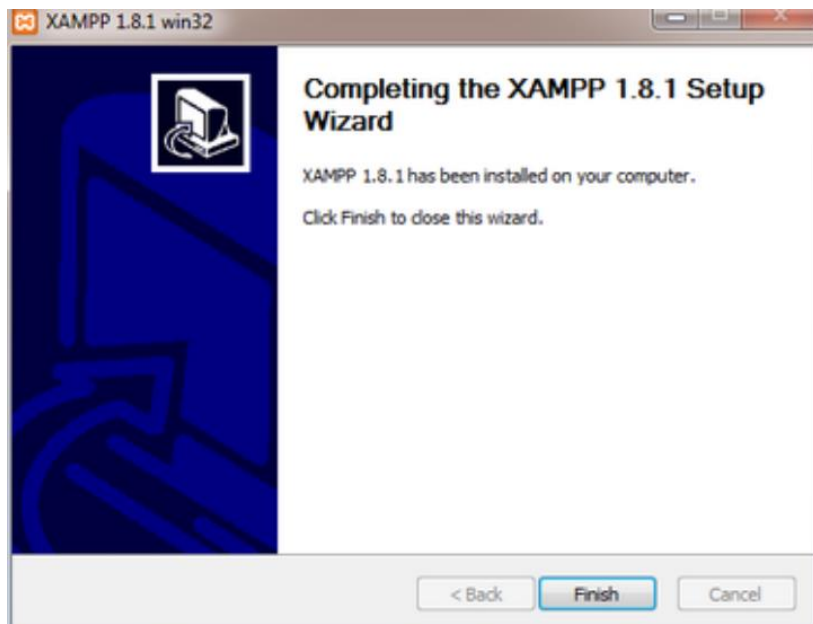 XAMPP 1.8.1 win32
Completing the XAMPP 1.8.1 Setup
Wizard
XAMPP 1.8.1 has been installed on your computer.
Click Finish to close this wizard.
< Back
Finish
Cancel